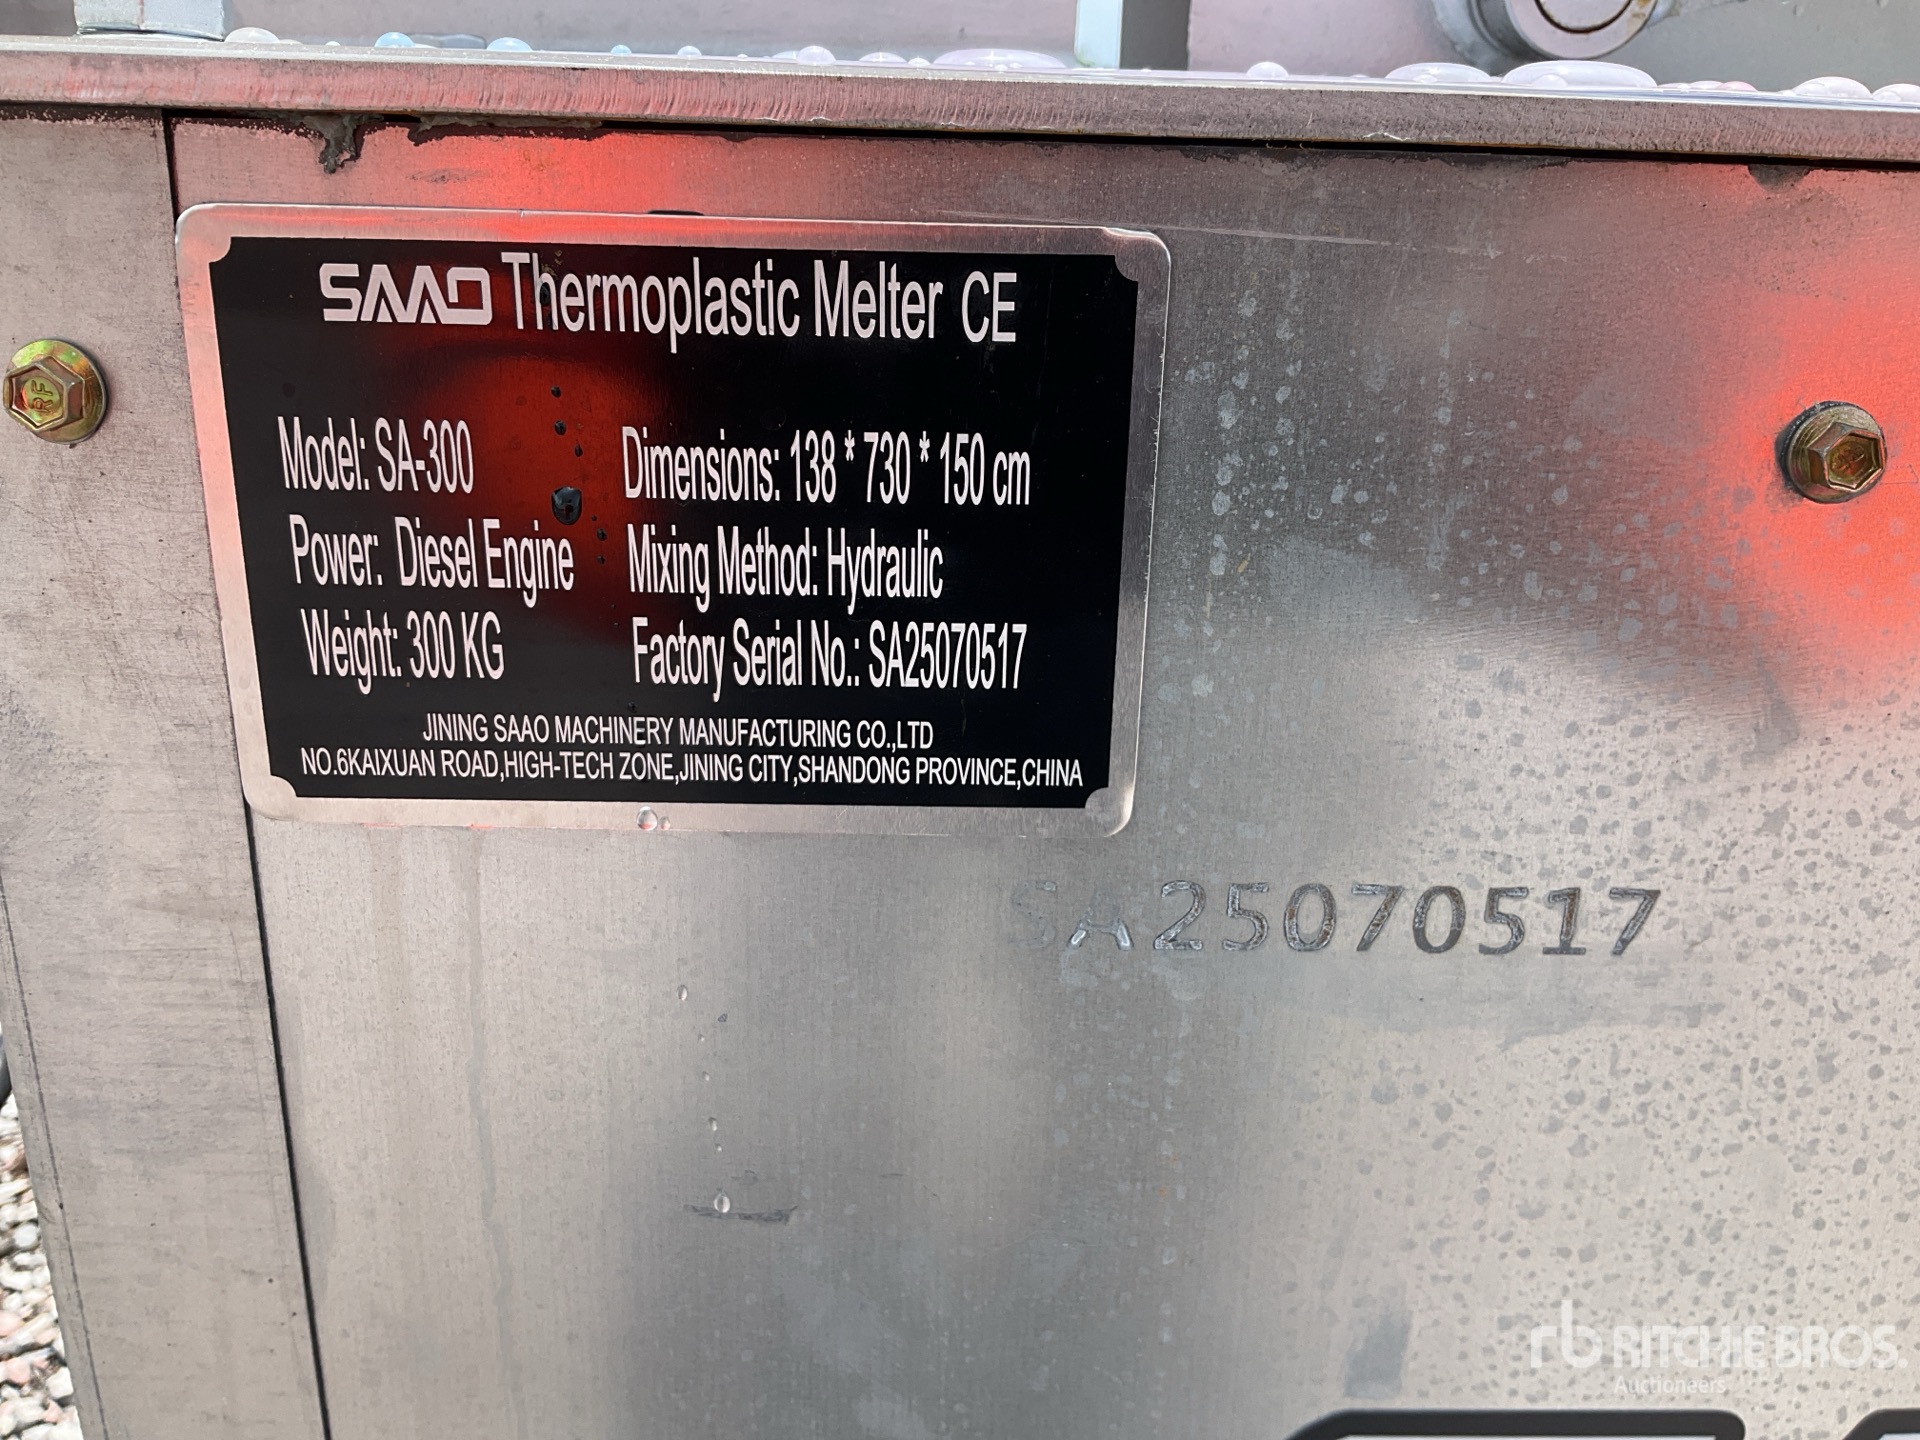 SAAO Thermoplastic Melter CE
Model: SA-300 Dimensions: 138 * 730 * 150 cm
Power: Diesel Engine Mixing Method: Hydraulic
Weight: 300 KG Factory Serial No.: SA25070517
JINING SAAO MACHINERY MANUFACTURING CO.,LTD
NO.6KAIXUAN ROAD,HIGH-TECH ZONE,JINING CITY,SHANDONG PROVINCE,CHINA
RF
SA25070517
rb RITCHIE BROS.
Auctioneers